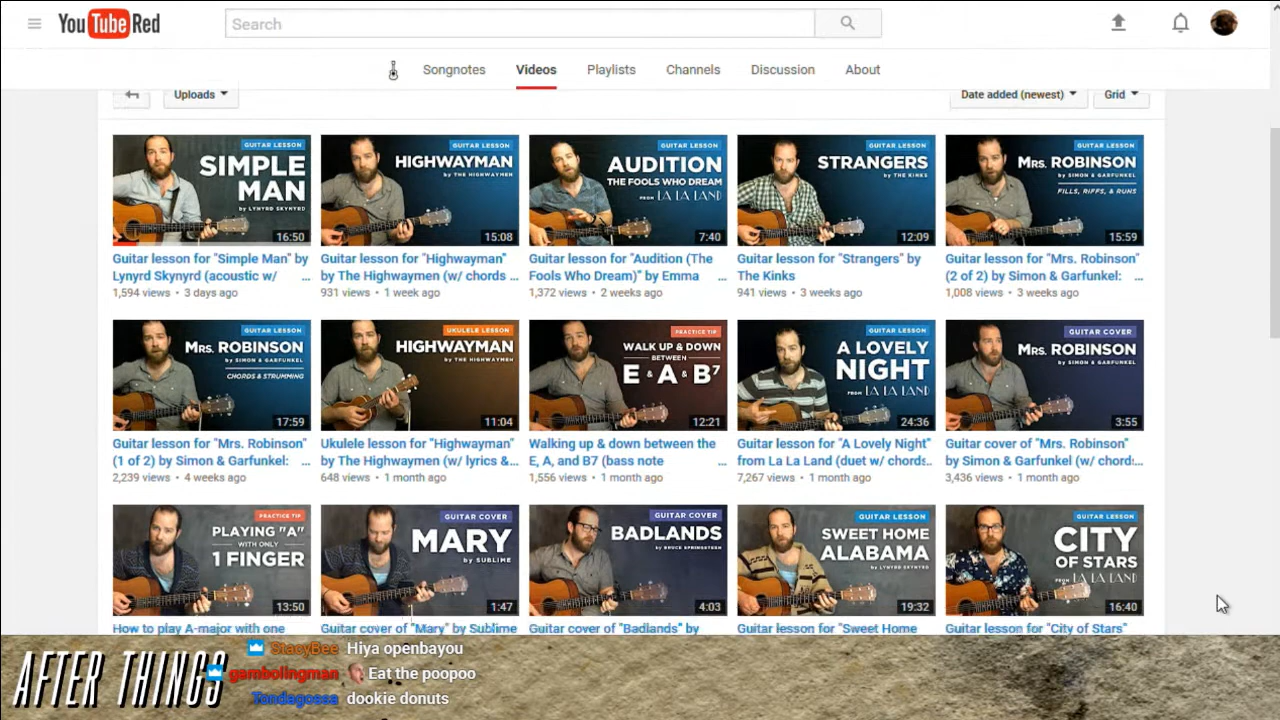 YouTube Red
Search
Songnotes Videos Playlists Channels Discussion About
Uploads Date added (newest) Grid
GUITAR LESSON
SIMPLE
MAN
by LYNYRD SKYNYRD
16:50
GUITAR LESSON
HIGHWAYMAN
by THE HIGHWAYMEN
15:08
GUITAR LESSON
AUDITION
THE FOOLS WHO DREAM
FROM LA LA LAND
7:40
GUITAR LESSON
STRANGERS
by THE KINKS
12:09
GUITAR LESSON
MRS. ROBINSON
by SIMON & GARFUNKEL
FILLS, RIFFS, & RUNS
15:59
Guitar lesson for "Simple Man" by
Lynyrd Skynyrd (acoustic w/ ...
1,594 views • 3 days ago
Guitar lesson for "Highwayman"
by The Highwaymen (w/ chords ...
931 views • 1 week ago
Guitar lesson for "Audition (The
Fools Who Dream)" by Emma ...
1,372 views • 2 weeks ago
Guitar lesson for "Strangers" by
The Kinks
941 views • 3 weeks ago
Guitar lesson for "Mrs. Robinson"
(2 of 2) by Simon & Garfunkel: ...
1,008 views • 3 weeks ago
GUITAR LESSON
MRS. ROBINSON
by SIMON & GARFUNKEL
CHORDS & STRUMMING
17:59
UKULELE LESSON
HIGHWAYMAN
by THE HIGHWAYMEN
11:04
PRACTICE TIP
WALK UP & DOWN
BETWEEN
E & A & B7
12:21
GUITAR LESSON
A LOVELY
NIGHT
FROM LA LA LAND
24:36
GUITAR COVER
MRS. ROBINSON
by SIMON & GARFUNKEL
3:55
Guitar lesson for "Mrs. Robinson"
(1 of 2) by Simon & Garfunkel: ...
2,239 views • 4 weeks ago
Ukulele lesson for "Highwayman"
by The Highwaymen (w/ lyrics &...
648 views • 1 month ago
Walking up & down between the
E, A, and B7 (bass note ...
1,556 views • 1 month ago
Guitar lesson for "A Lovely Night"
from La La Land (duet w/ chords...
7,267 views • 1 month ago
Guitar cover of "Mrs. Robinson"
by Simon & Garfunkel (w/ chord:...
3,436 views • 1 month ago
PRACTICE TIP
PLAYING "A"
WITH ONLY
1 FINGER
13:50
GUITAR COVER
MARY
by SUBLIME
1:47
GUITAR COVER
BADLANDS
by BRUCE SPRINGSTEEN
4:03
GUITAR LESSON
SWEET HOME
ALABAMA
by LYNYRD SKYNYRD
19:32
GUITAR LESSON
CITY
OF STARS
FROM LA LA LAND
16:40
How to play A-major with one
Guitar cover of "Mary" by Sublime
Guitar cover of "Badlands" by
Guitar lesson for "Sweet Home
Guitar lesson for "City of Stars"
AFTER THINGS
StacyBee Hiya openbayou
gambolingman Eat the poopoo
Tondagossa dookie donuts